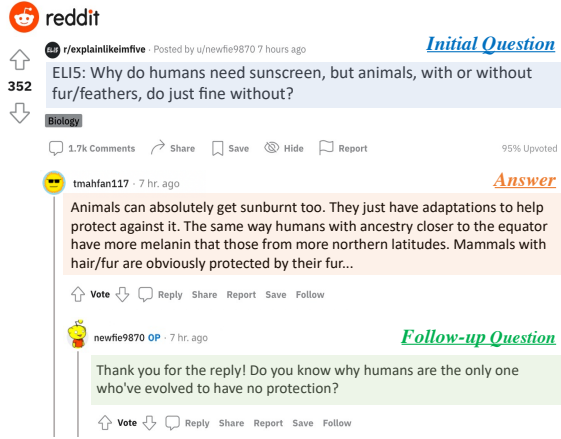 reddit
Initial Question
r/explainlikeimfive · Posted by u/newfie9870 7 hours ago
352
ELI5: Why do humans need sunscreen, but animals, with or without
fur/feathers, do just fine without?
Biology
1.7k Comments Share Save Hide Report 95% Upvoted
Answer
tmahfan117 · 7 hr. ago
Animals can absolutely get sunburnt too. They just have adaptations to help
protect against it. The same way humans with ancestry closer to the equator
have more melanin that those from more northern latitudes. Mammals with
hair/fur are obviously protected by their fur...
Vote Reply Share Report Save Follow
newfie9870 OP · 7 hr. ago
Follow-up Question
Thank you for the reply! Do you know why humans are the only one
who've evolved to have no protection?
Vote Reply Share Report Save Follow